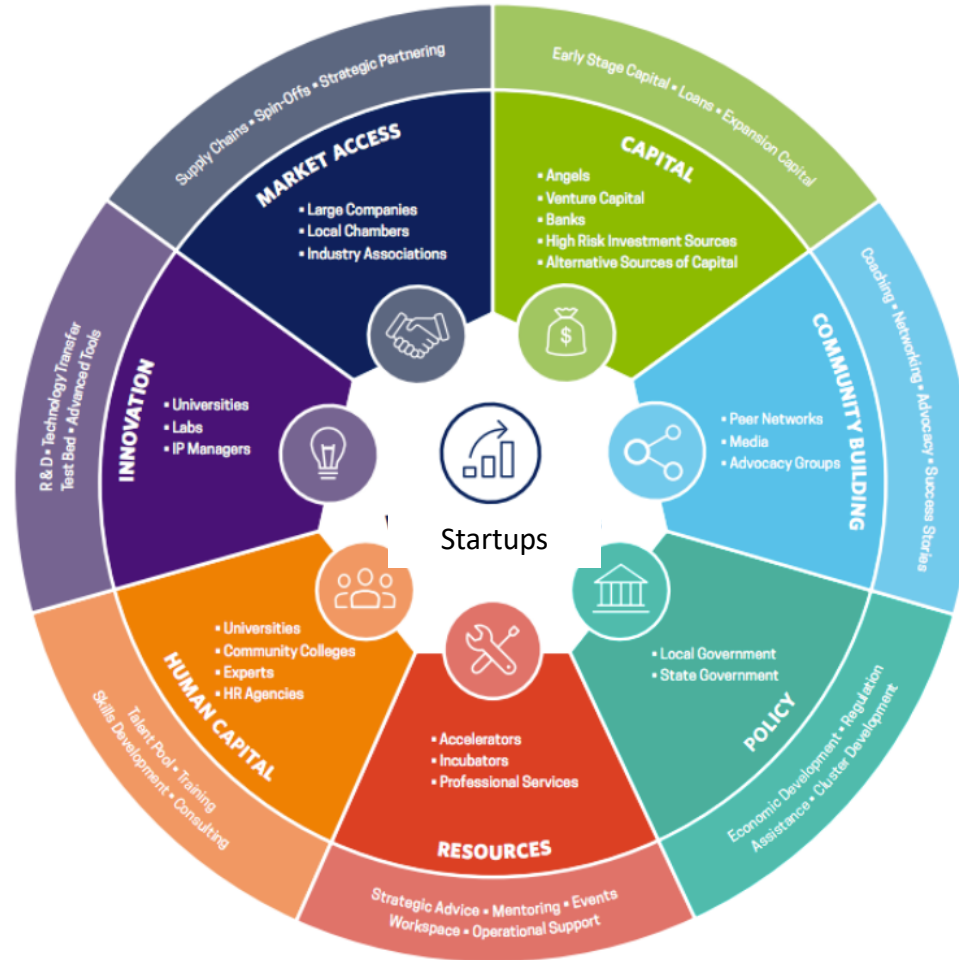 Supply Chains ▪ Spin-Offs ▪ Strategic Partnering
MARKET ACCESS
▪ Large Companies
▪ Local Chambers
▪ Industry Associations
Early Stage Capital ▪ Loans ▪ Expansion Capital
CAPITAL
▪ Angels
▪ Venture Capital
▪ Banks
▪ High Risk Investment Sources
▪ Alternative Sources of Capital
$
Coaching ▪ Networking ▪ Advocacy ▪ Success Stories
COMMUNITY BUILDING
▪ Peer Networks
▪ Media
▪ Advocacy Groups
Economic Development ▪ Regulation
Assistance ▪ Cluster Development
POLICY
▪ Local Government
▪ State Government
▪ Accelerators
▪ Incubators
▪ Professional Services
RESOURCES
Strategic Advice ▪ Mentoring ▪ Events
Workspace ▪ Operational Support
▪ Universities
▪ Community Colleges
▪ Experts
▪ HR Agencies
HUMAN CAPITAL
Talent Pool ▪ Training
Skills Development ▪ Consulting
R & D ▪ Technology Transfer
Test Bed ▪ Advanced Tools
INNOVATION
▪ Universities
▪ Labs
▪ IP Managers
Startups